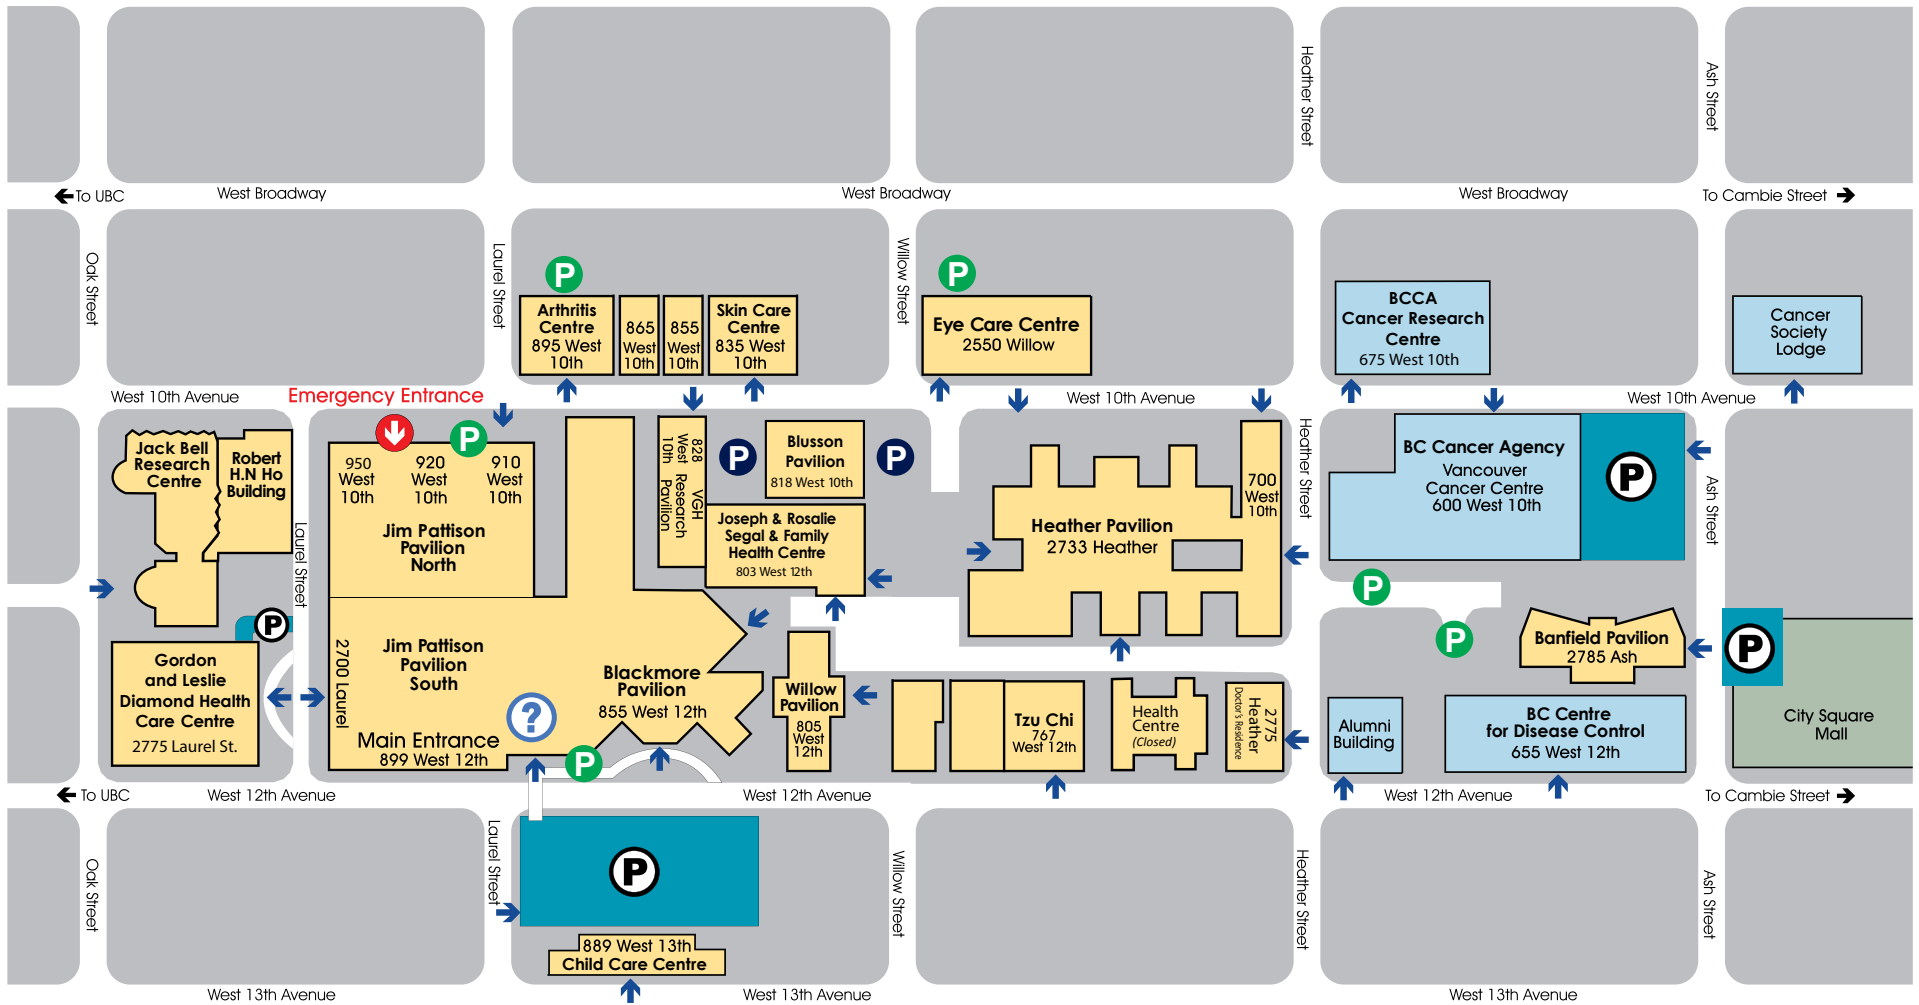 Heather Street
Ash Street
To UBC
West Broadway
West Broadway
West Broadway
To Cambie Street
Oak Street
Laurel Street
Willow Street
P
Arthritis
Centre
895 West
10th
865
West
10th
855
West
10th
Skin Care
Centre
835 West
10th
P
Eye Care Centre
2550 Willow
BCCA
Cancer Research
Centre
675 West 10th
Cancer
Society
Lodge
West 10th Avenue
Emergency Entrance
West 10th Avenue
West 10th Avenue
Jack Bell
Research
Centre
Robert
H.N Ho
Building
Laurel Street
P
950
West
10th
920
West
10th
910
West
10th
Jim Pattison
Pavilion
North
828
West
10th
VGH
Research
Pavilion
P
Blusson
Pavilion
818 West 10th
P
Joseph & Rosalie
Segal & Family
Health Centre
803 West 12th
Heather Pavilion
2733 Heather
700
West
10th
Heather Street
BC Cancer Agency
Vancouver
Cancer Centre
600 West 10th
P
Ash Street
P
P
Banfield Pavilion
2785 Ash
P
City Square
Mall
P
Gordon
and Leslie
Diamond Health
Care Centre
2775 Laurel St.
2700 Laurel
Jim Pattison
Pavilion
South
?
Main Entrance
899 West 12th
P
Blackmore
Pavilion
855 West 12th
Willow
Pavilion
805
West
12th
Tzu Chi
767
West 12th
Health
Centre
(Closed)
2775
Heather
Doctor's Residence
Alumni
Building
BC Centre
for Disease Control
655 West 12th
To UBC
West 12th Avenue
West 12th Avenue
West 12th Avenue
To Cambie Street
Oak Street
Laurel Street
P
Willow Street
Heather Street
Ash Street
889 West 13th
Child Care Centre
West 13th Avenue
West 13th Avenue
West 13th Avenue